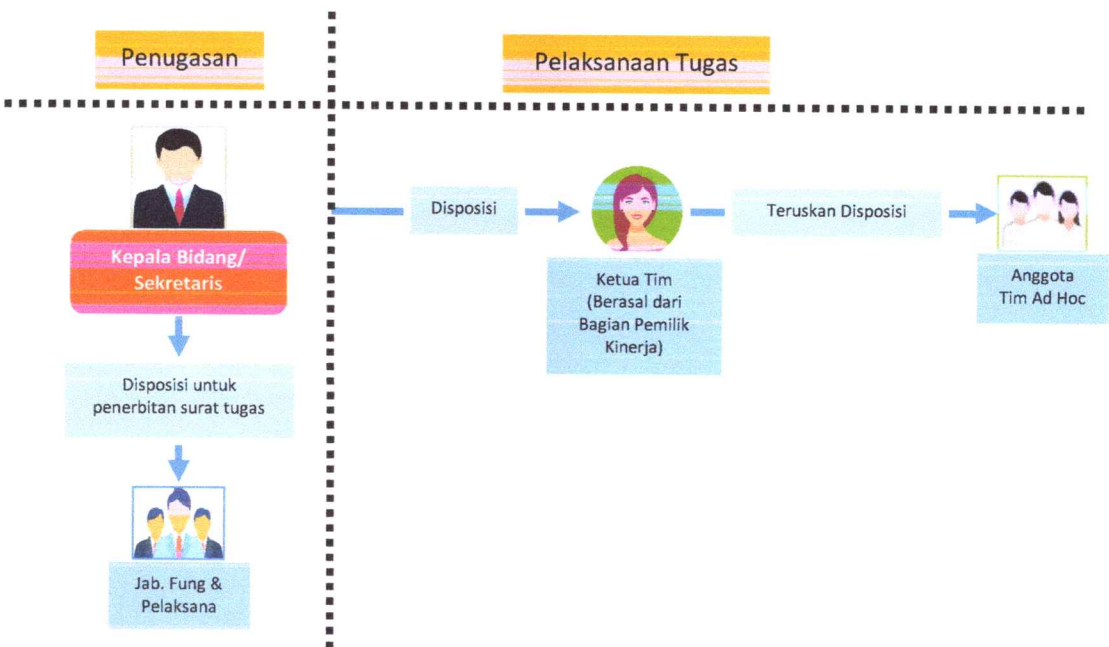 Penugasan
Pelaksanaan Tugas
Kepala Bidang/
Sekretaris
Disposisi untuk
penerbitan surat tugas
Jab. Fung &
Pelaksana
Disposisi
Ketua Tim
(Berasal dari
Bagian Pemilik
Kinerja)
Teruskan Disposisi
Anggota
Tim Ad Hoc